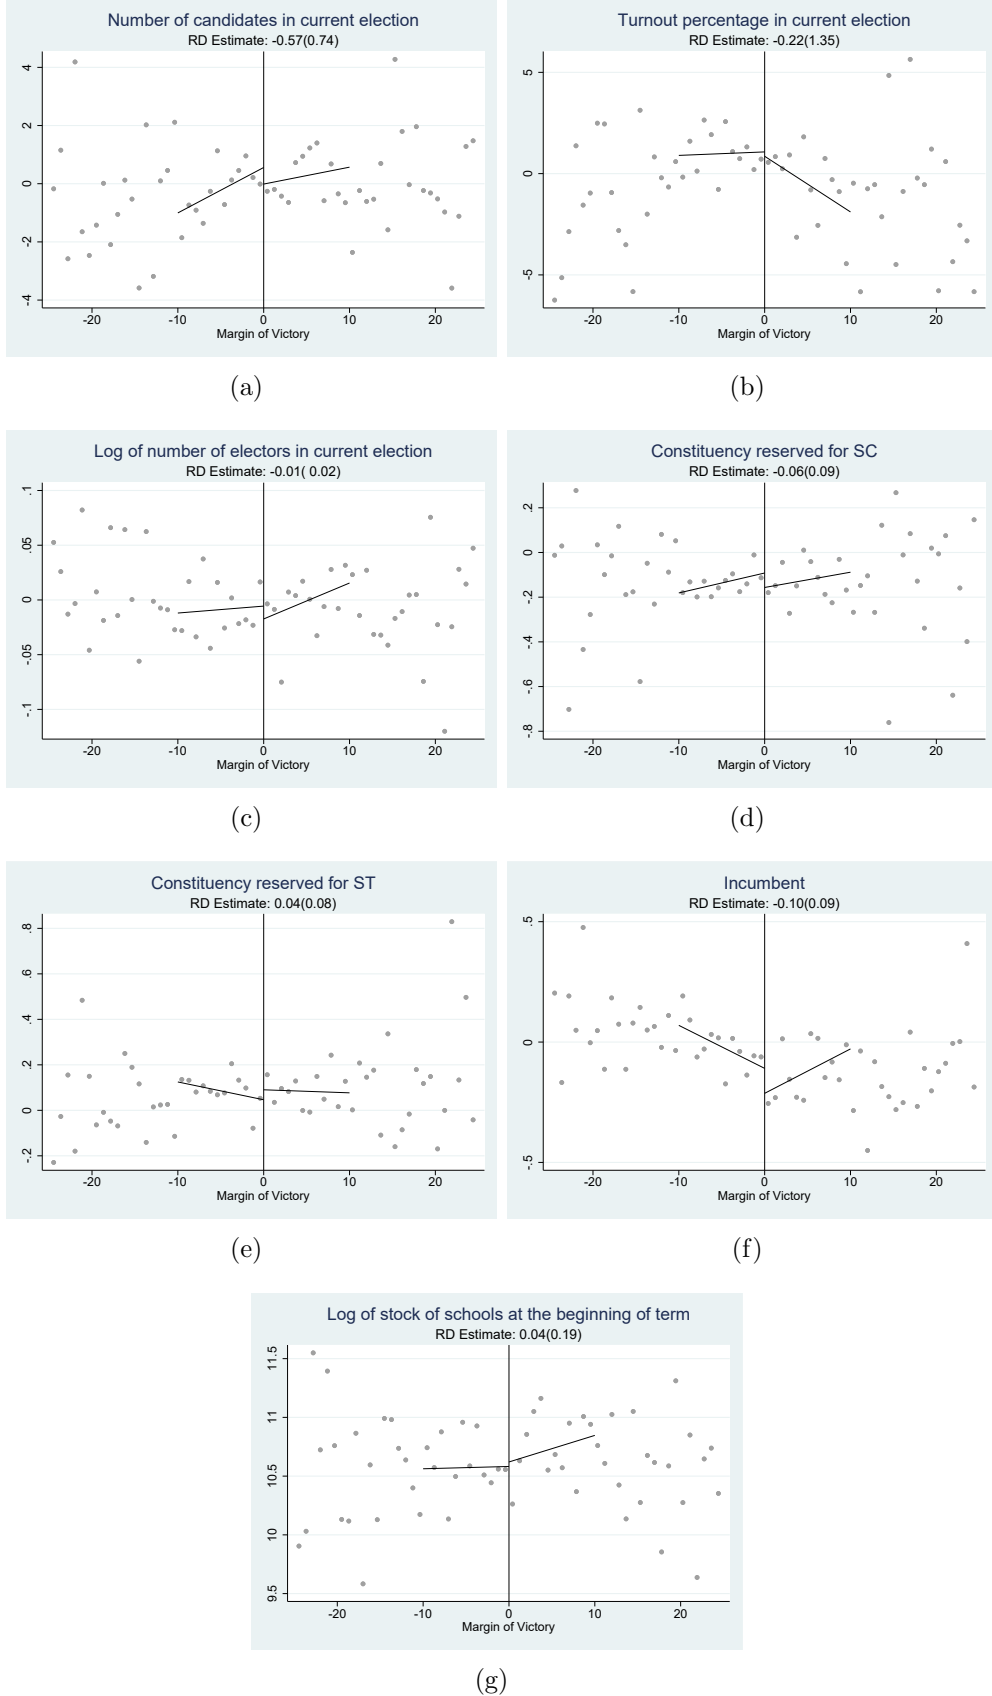 Number of candidates in current election
RD Estimate: -0.57(0.74)
4
2
0
-2
-4
-20 -10 0 10 20
Margin of Victory
(a)
Turnout percentage in current election
RD Estimate: -0.22(1.35)
5
0
-5
-20 -10 0 10 20
Margin of Victory
(b)
Log of number of electors in current election
RD Estimate: -0.01( 0.02)
.1
.05
0
-.05
-.1
-20 -10 0 10 20
Margin of Victory
(c)
Constituency reserved for SC
RD Estimate: -0.06(0.09)
.2
0
-.2
-.4
-.6
-.8
-20 -10 0 10 20
Margin of Victory
(d)
Constituency reserved for ST
RD Estimate: 0.04(0.08)
.8
.6
.4
.2
0
-.2
-20 -10 0 10 20
Margin of Victory
(e)
Incumbent
RD Estimate: -0.10(0.09)
.5
0
-.5
-20 -10 0 10 20
Margin of Victory
(f)
Log of stock of schools at the beginning of term
RD Estimate: 0.04(0.19)
11.5
11
10.5
10
9.5
-20 -10 0 10 20
Margin of Victory
(g)